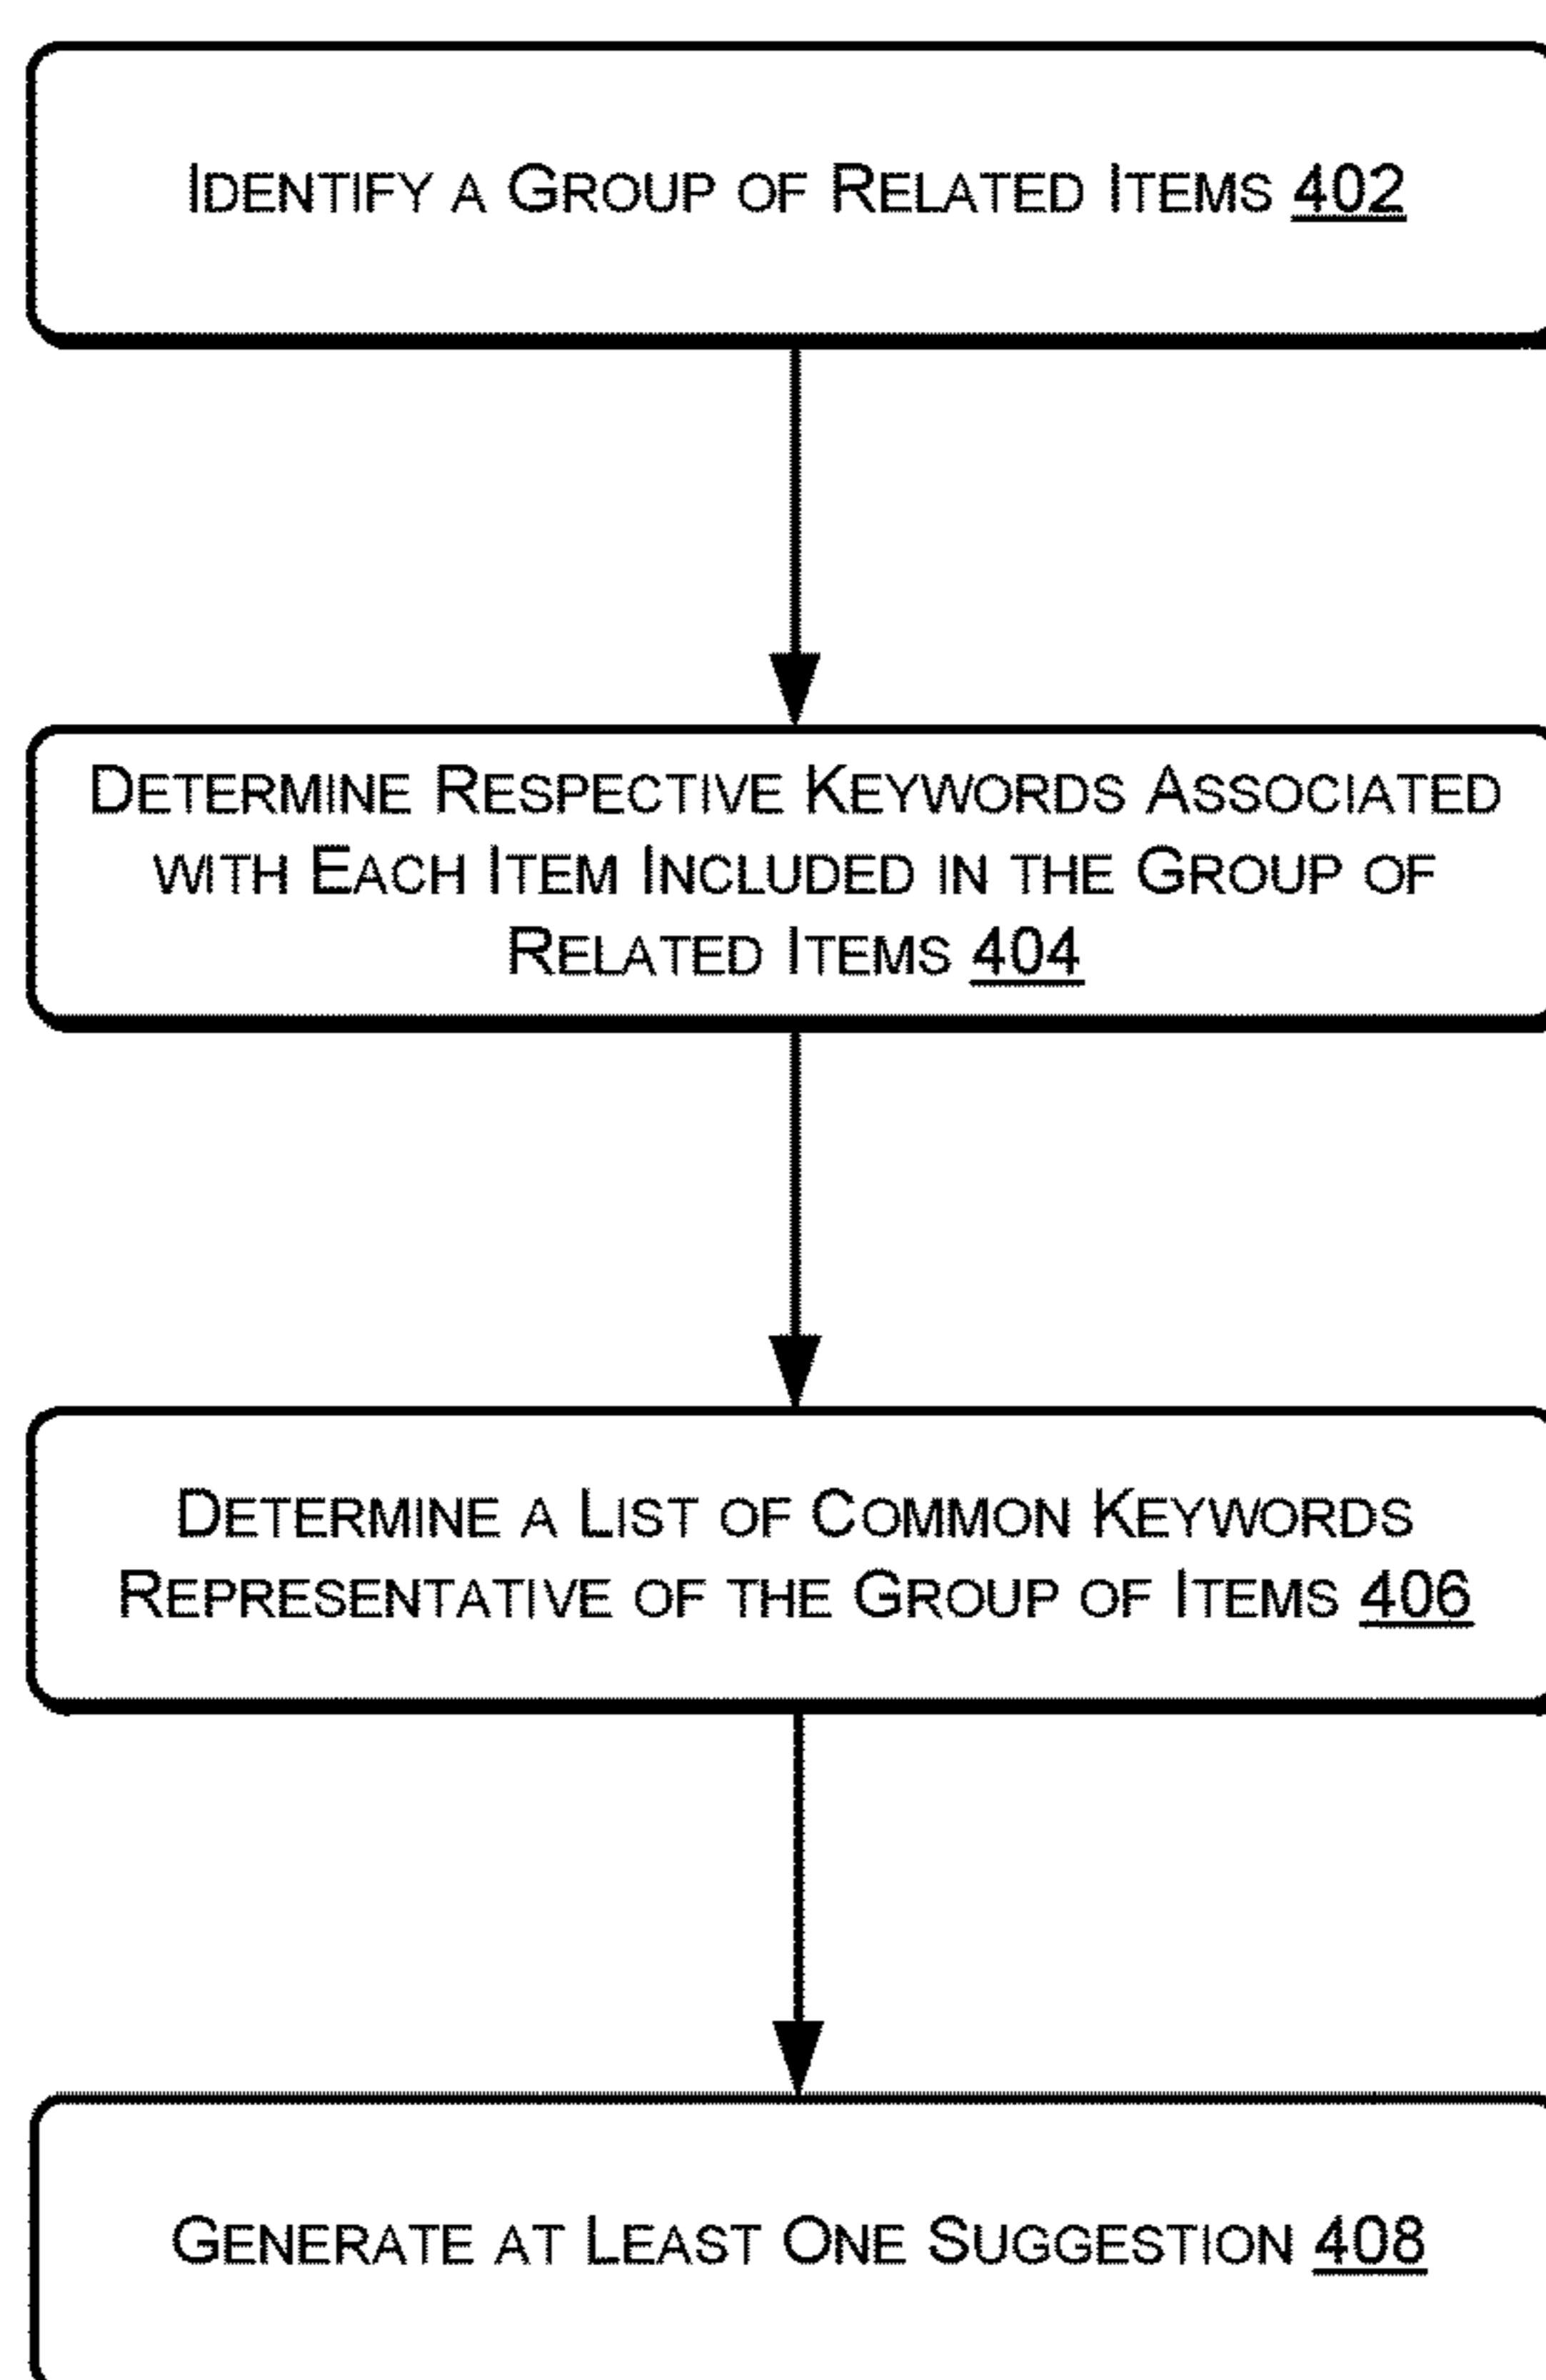 IDENTIFY A GROUP OF RELATED ITEMS 402
DETERMINE RESPECTIVE KEYWORDS ASSOCIATED
WITH EACH ITEM INCLUDED IN THE GROUP OF
RELATED ITEMS 404
DETERMINE A LIST OF COMMON KEYWORDS
REPRESENTATIVE OF THE GROUP OF ITEMS 406
GENERATE AT LEAST ONE SUGGESTION 408